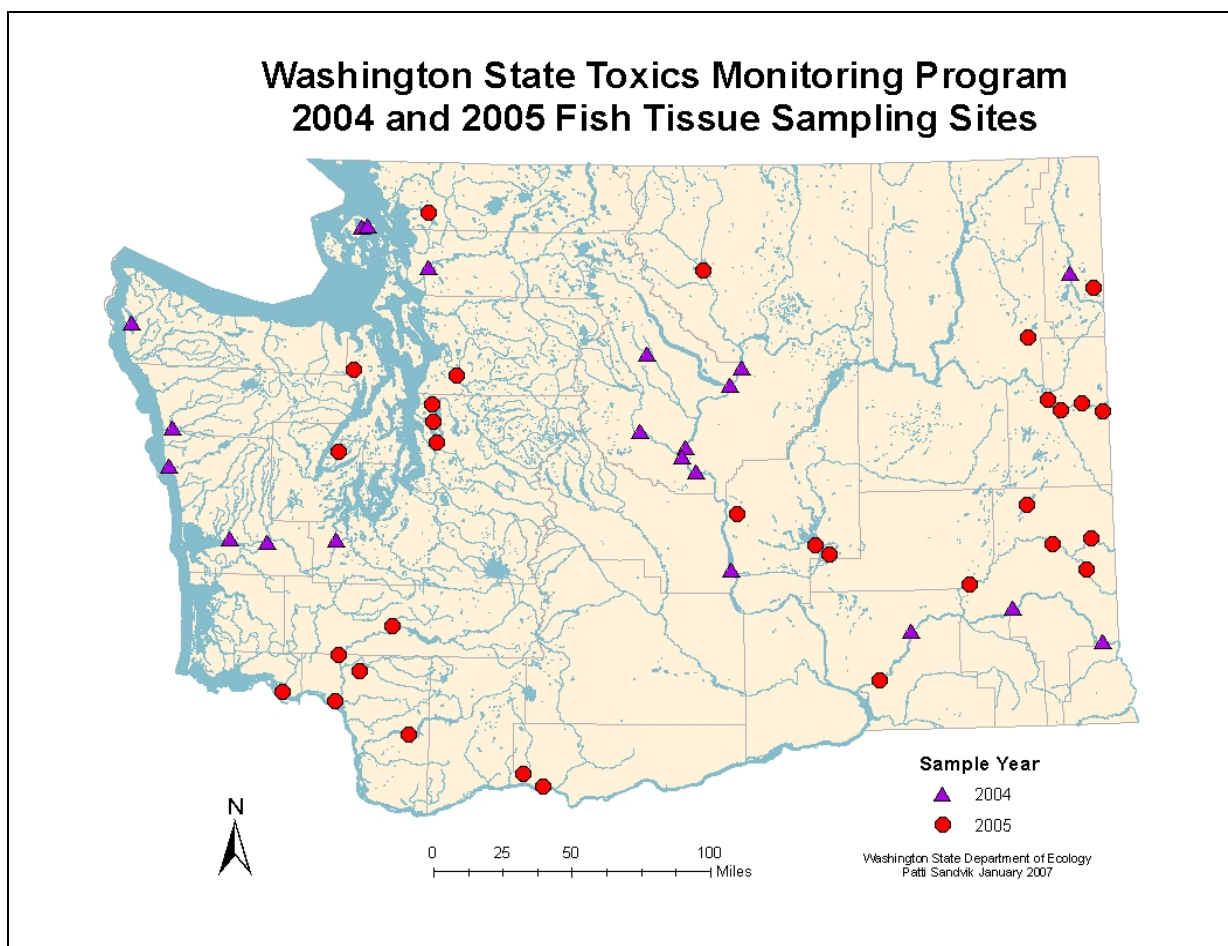 Washington State Toxics Monitoring Program
2004 and 2005 Fish Tissue Sampling Sites
N
0 25 50 100
Miles
Sample Year
2004
2005
Washington State Department of Ecology
Patti Sandvik January 2007